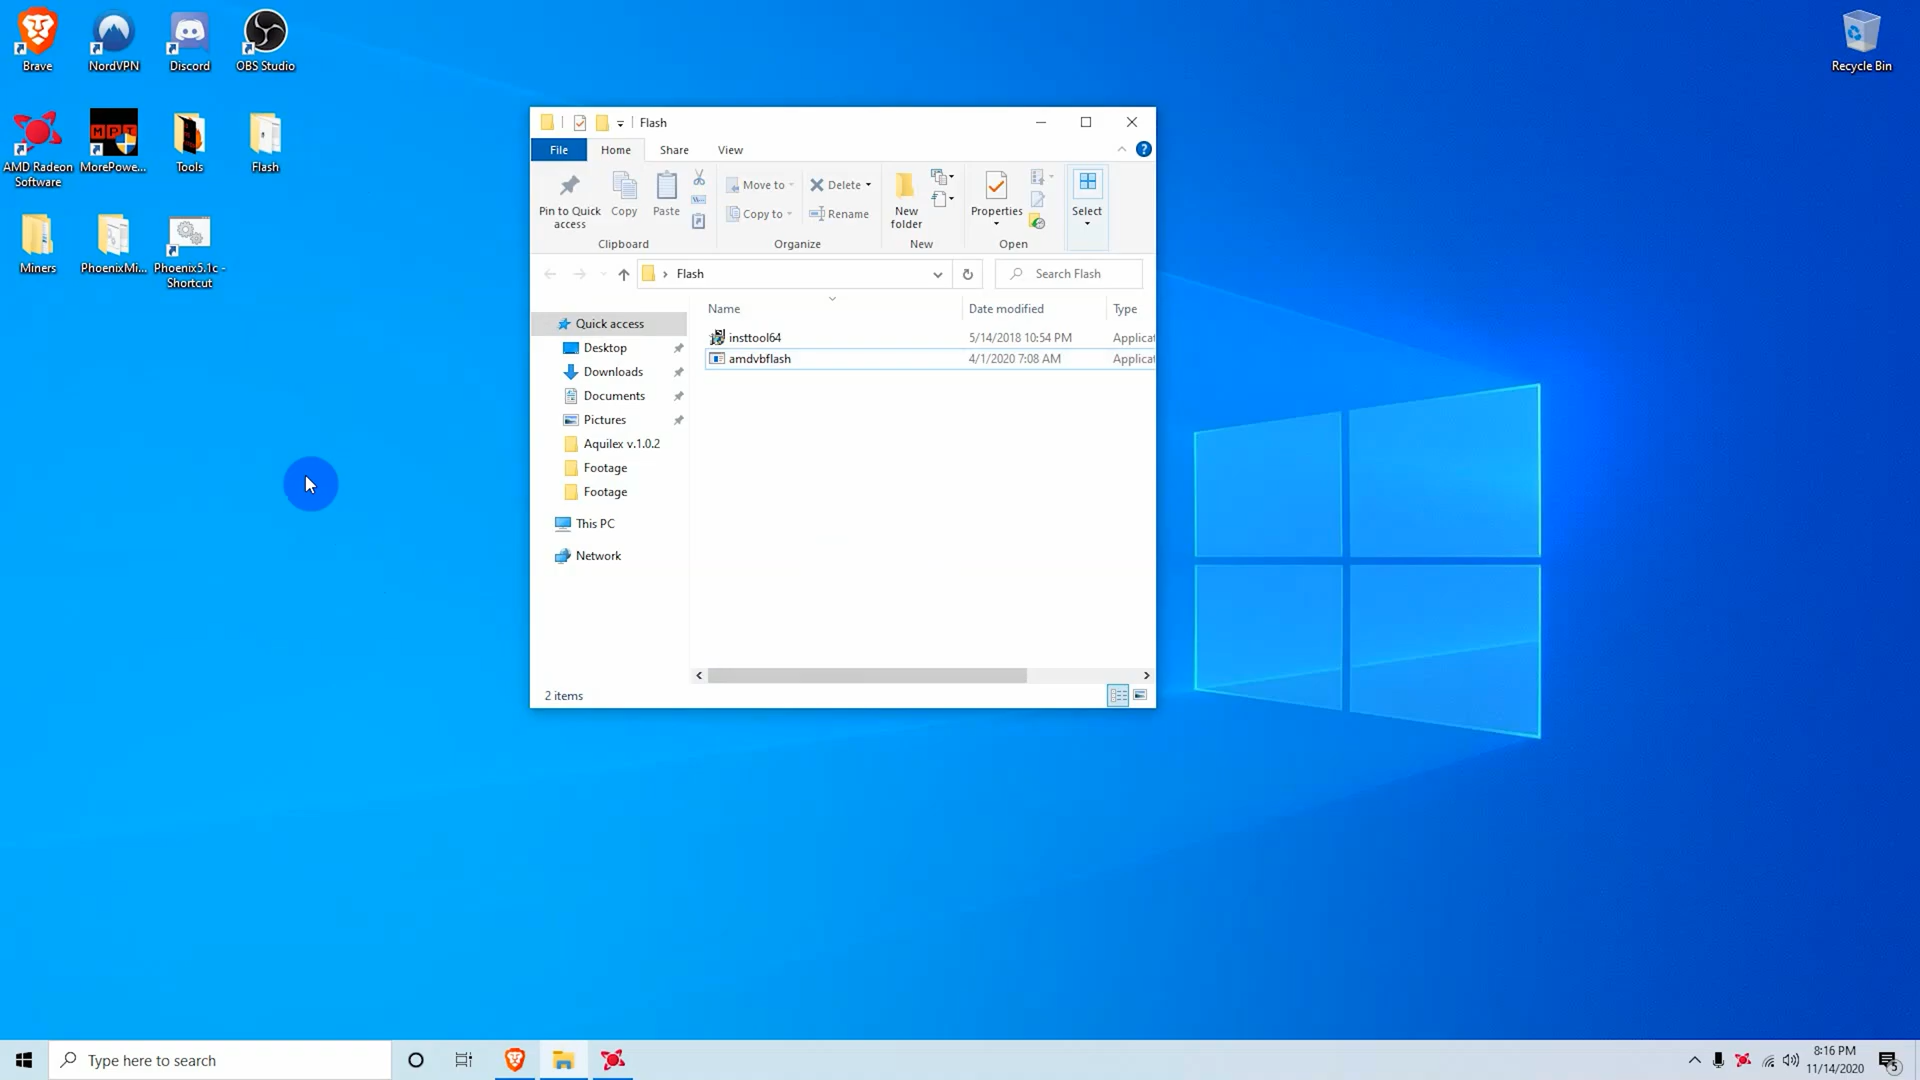 Brave
NordVPN
Discord
OBS Studio
Recycle Bin
AMD Radeon
Software
MorePowe...
Tools
Flash
Miners
PhoenixMi...
Phoenix5.1c -
Shortcut
Flash
File
Home
Share
View
Pin to Quick
access
Copy
Paste
Move to
Copy to
Delete
Rename
New
folder
Properties
Select
Clipboard
Organize
New
Open
Flash
Search Flash
Name
Date modified
Type
insttool64
5/14/2018 10:54 PM
Applica
amdvbflash
4/1/2020 7:08 AM
Applica
Quick access
Desktop
Downloads
Documents
Pictures
Aquilex v.1.0.2
Footage
Footage
This PC
Network
2 items
Type here to search
8:16 PM
11/14/2020
5